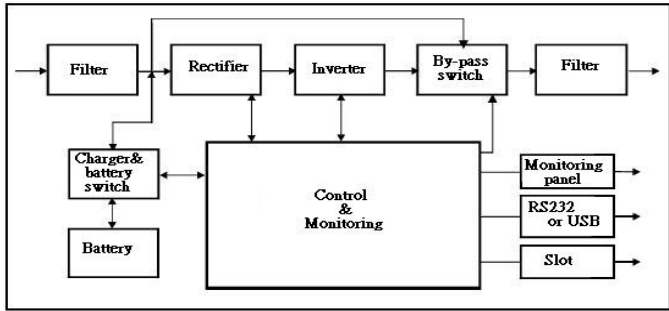 Filter
Rectifier
Inverter
By-pass
switch
Filter
Charger&
battery
switch
Battery
Control
&
Monitoring
Monitoring
panel
RS232
or USB
Slot